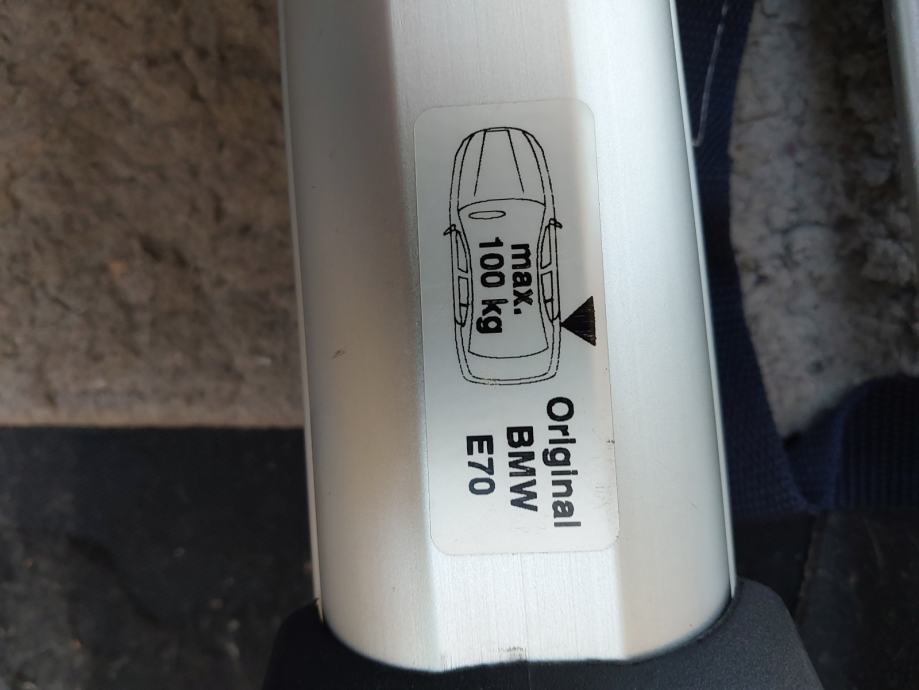 max.
100 kg
Original
BMW
E70